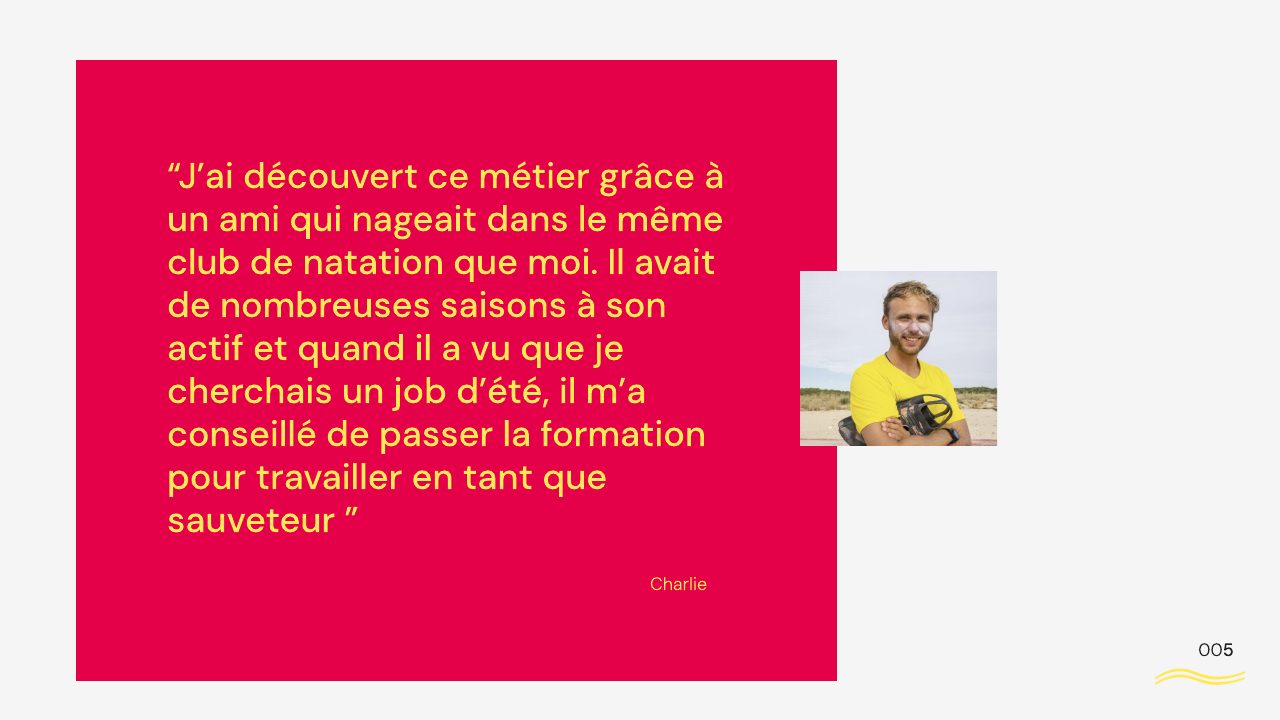 “J’ai découvert ce métier grâce à
un ami qui nageait dans le même
club de natation que moi. Il avait
de nombreuses saisons à son
actif et quand il a vu que je
cherchais un job d’été, il m’a
conseillé de passer la formation
pour travailler en tant que
sauveteur ”
Charlie
005